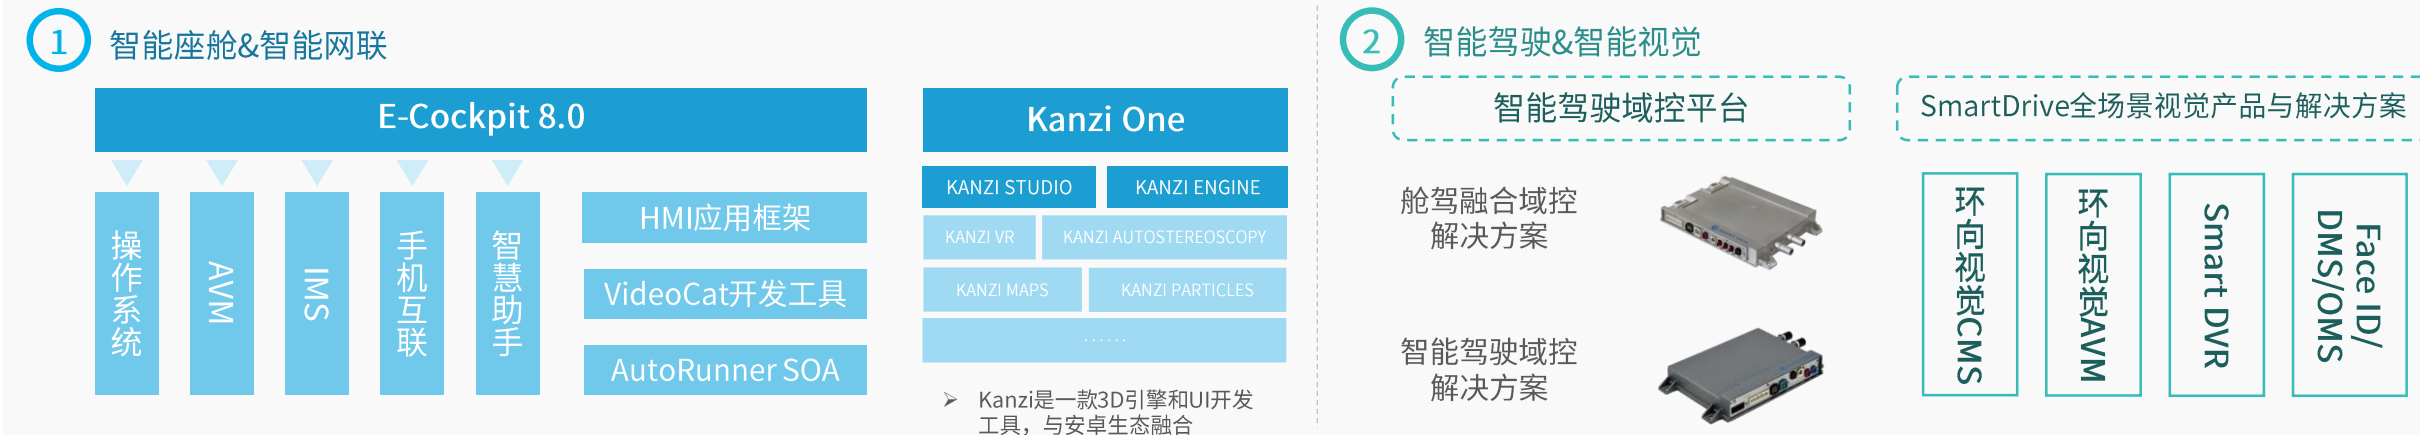 1
智能座舱&智能网联
E-Cockpit 8.0
操作系统
AVM
IMS
手机互联
智慧助手
HMI应用框架
VideoCat开发工具
AutoRunner SOA
Kanzi One
KANZI STUDIO
KANZI ENGINE
KANZI VR
KANZI AUTOSTEREOSCOPY
KANZI MAPS
KANZI PARTICLES
······
Kanzi是一款3D引擎和UI开发
工具，与安卓生态融合
2
智能驾驶&智能视觉
智能驾驶域控平台
舱驾融合域控
解决方案
智能驾驶域控
解决方案
SmartDrive全场景视觉产品与解决方案
环向视觉CMS
环向视觉AVM
Smart DVR
Face ID/
DMS/OMS